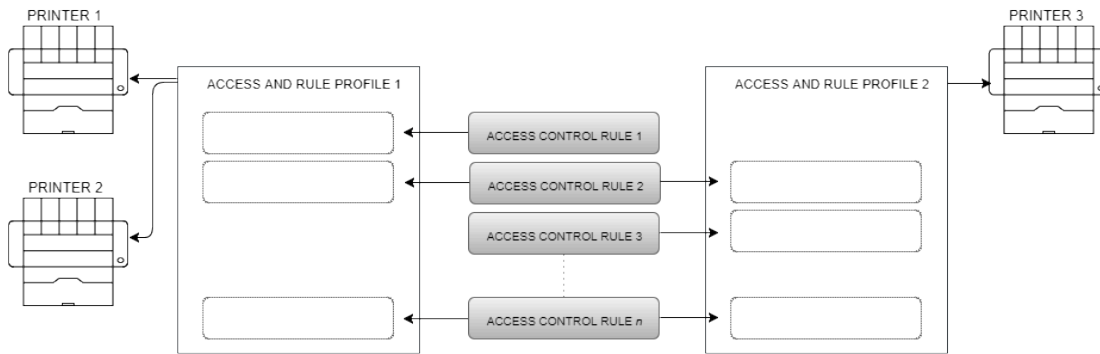 PRINTER 1
PRINTER 3
ACCESS AND RULE PROFILE 1
ACCESS AND RULE PROFILE 2
ACCESS CONTROL RULE 1
ACCESS CONTROL RULE 2
PRINTER 2
ACCESS CONTROL RULE 3
ACCESS CONTROL RULE n